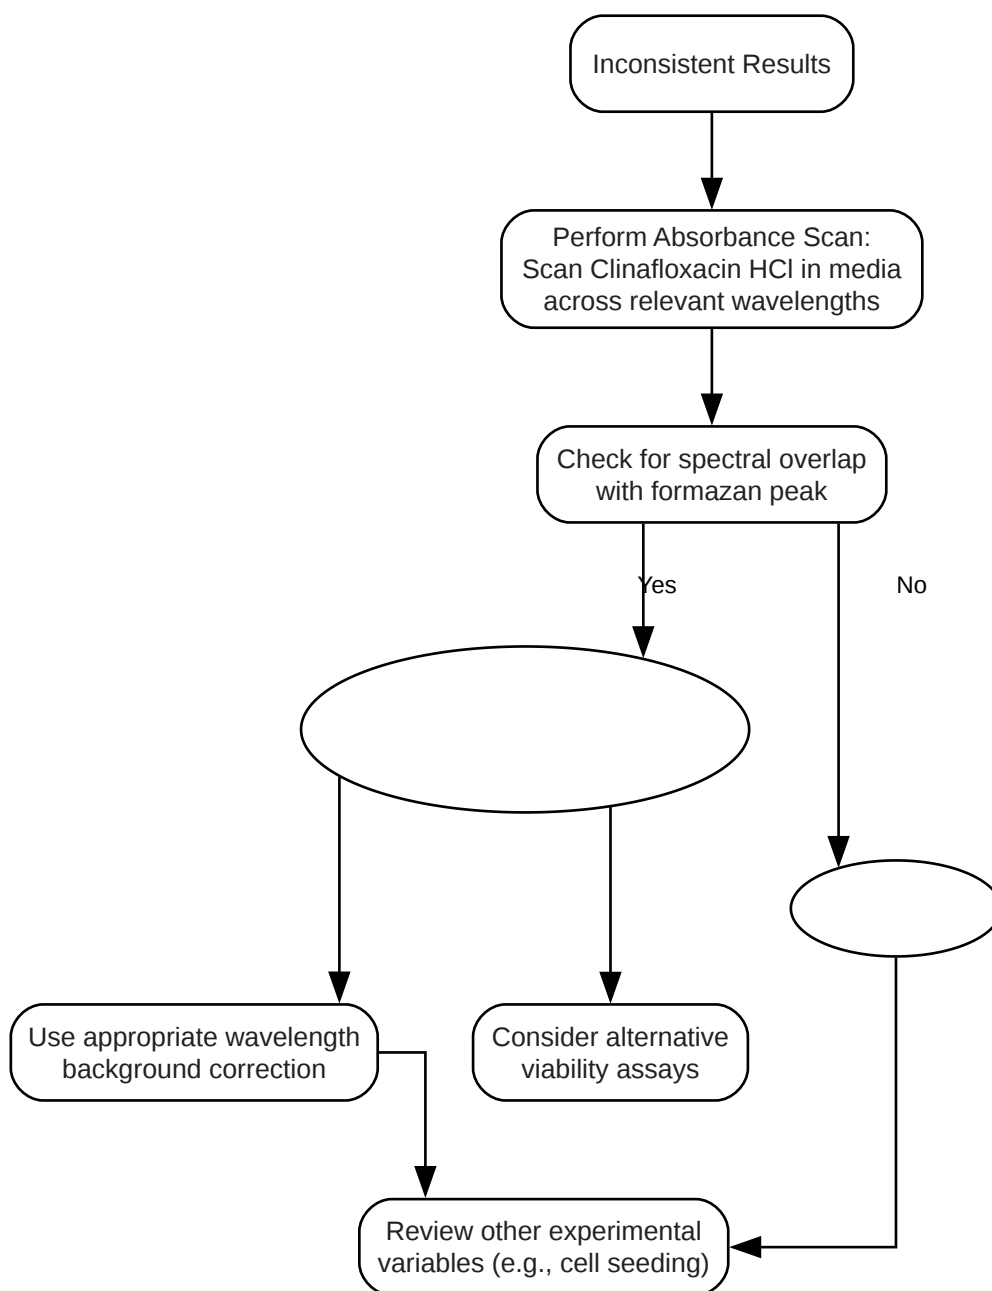 Inconsistent Results
Perform Absorbance Scan:
Scan Clinafloxacin HCl in media
across relevant wavelengths
Check for spectral overlap
with formazan peak
Yes
No
Use appropriate wavelength
background correction
Consider alternative
viability assays
Review other experimental
variables (e.g., cell seeding)